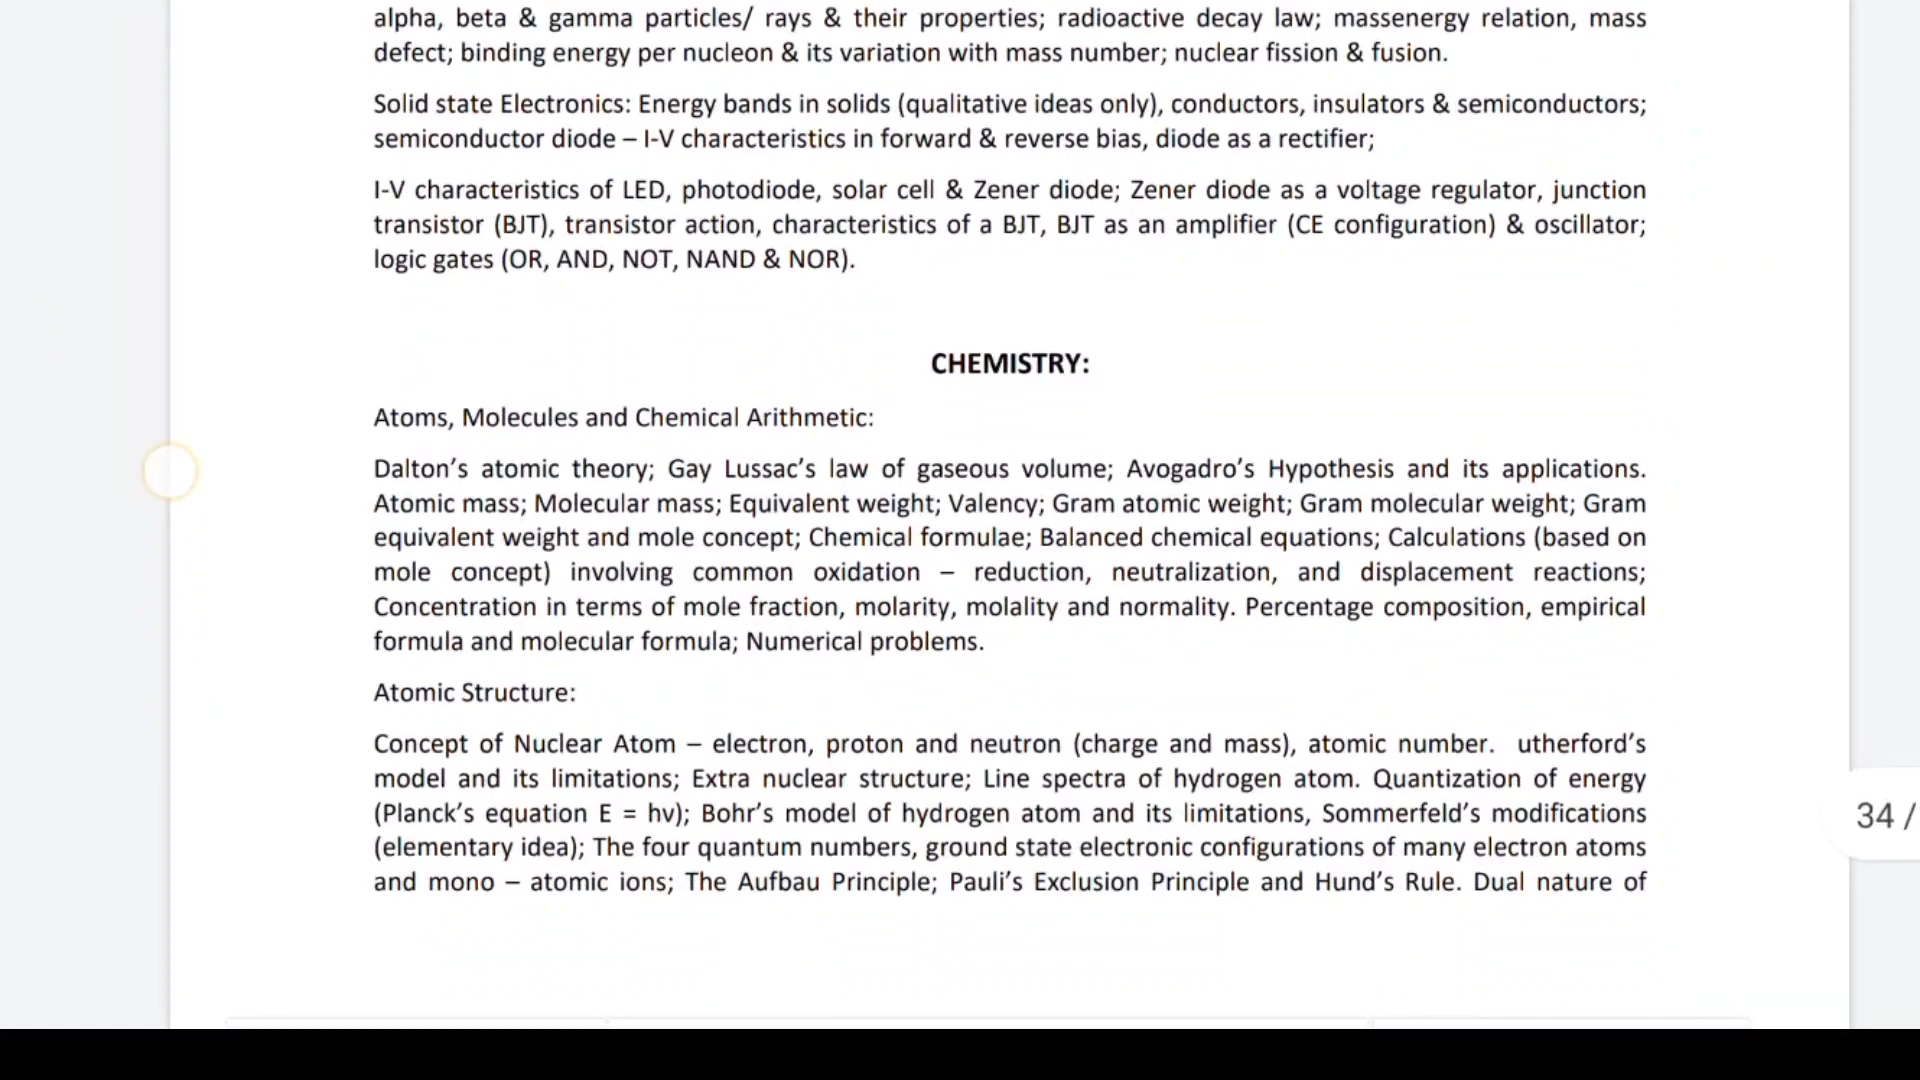 alpha, beta & gamma particles/ rays & their properties; radioactive decay law; massenergy relation, mass
defect; binding energy per nucleon & its variation with mass number; nuclear fission & fusion.
Solid state Electronics: Energy bands in solids (qualitative ideas only), conductors, insulators & semiconductors;
semiconductor diode – I-V characteristics in forward & reverse bias, diode as a rectifier;
I-V characteristics of LED, photodiode, solar cell & Zener diode; Zener diode as a voltage regulator, junction
transistor (BJT), transistor action, characteristics of a BJT, BJT as an amplifier (CE configuration) & oscillator;
logic gates (OR, AND, NOT, NAND & NOR).
CHEMISTRY:
Atoms, Molecules and Chemical Arithmetic:
Dalton’s atomic theory; Gay Lussac’s law of gaseous volume; Avogadro’s Hypothesis and its applications.
Atomic mass; Molecular mass; Equivalent weight; Valency; Gram atomic weight; Gram molecular weight; Gram
equivalent weight and mole concept; Chemical formulae; Balanced chemical equations; Calculations (based on
mole concept) involving common oxidation – reduction, neutralization, and displacement reactions;
Concentration in terms of mole fraction, molarity, molality and normality. Percentage composition, empirical
formula and molecular formula; Numerical problems.
Atomic Structure:
Concept of Nuclear Atom – electron, proton and neutron (charge and mass), atomic number. utherford’s
model and its limitations; Extra nuclear structure; Line spectra of hydrogen atom. Quantization of energy
(Planck’s equation E = hν); Bohr’s model of hydrogen atom and its limitations, Sommerfeld’s modifications
(elementary idea); The four quantum numbers, ground state electronic configurations of many electron atoms
and mono – atomic ions; The Aufbau Principle; Pauli’s Exclusion Principle and Hund’s Rule. Dual nature of
34 /